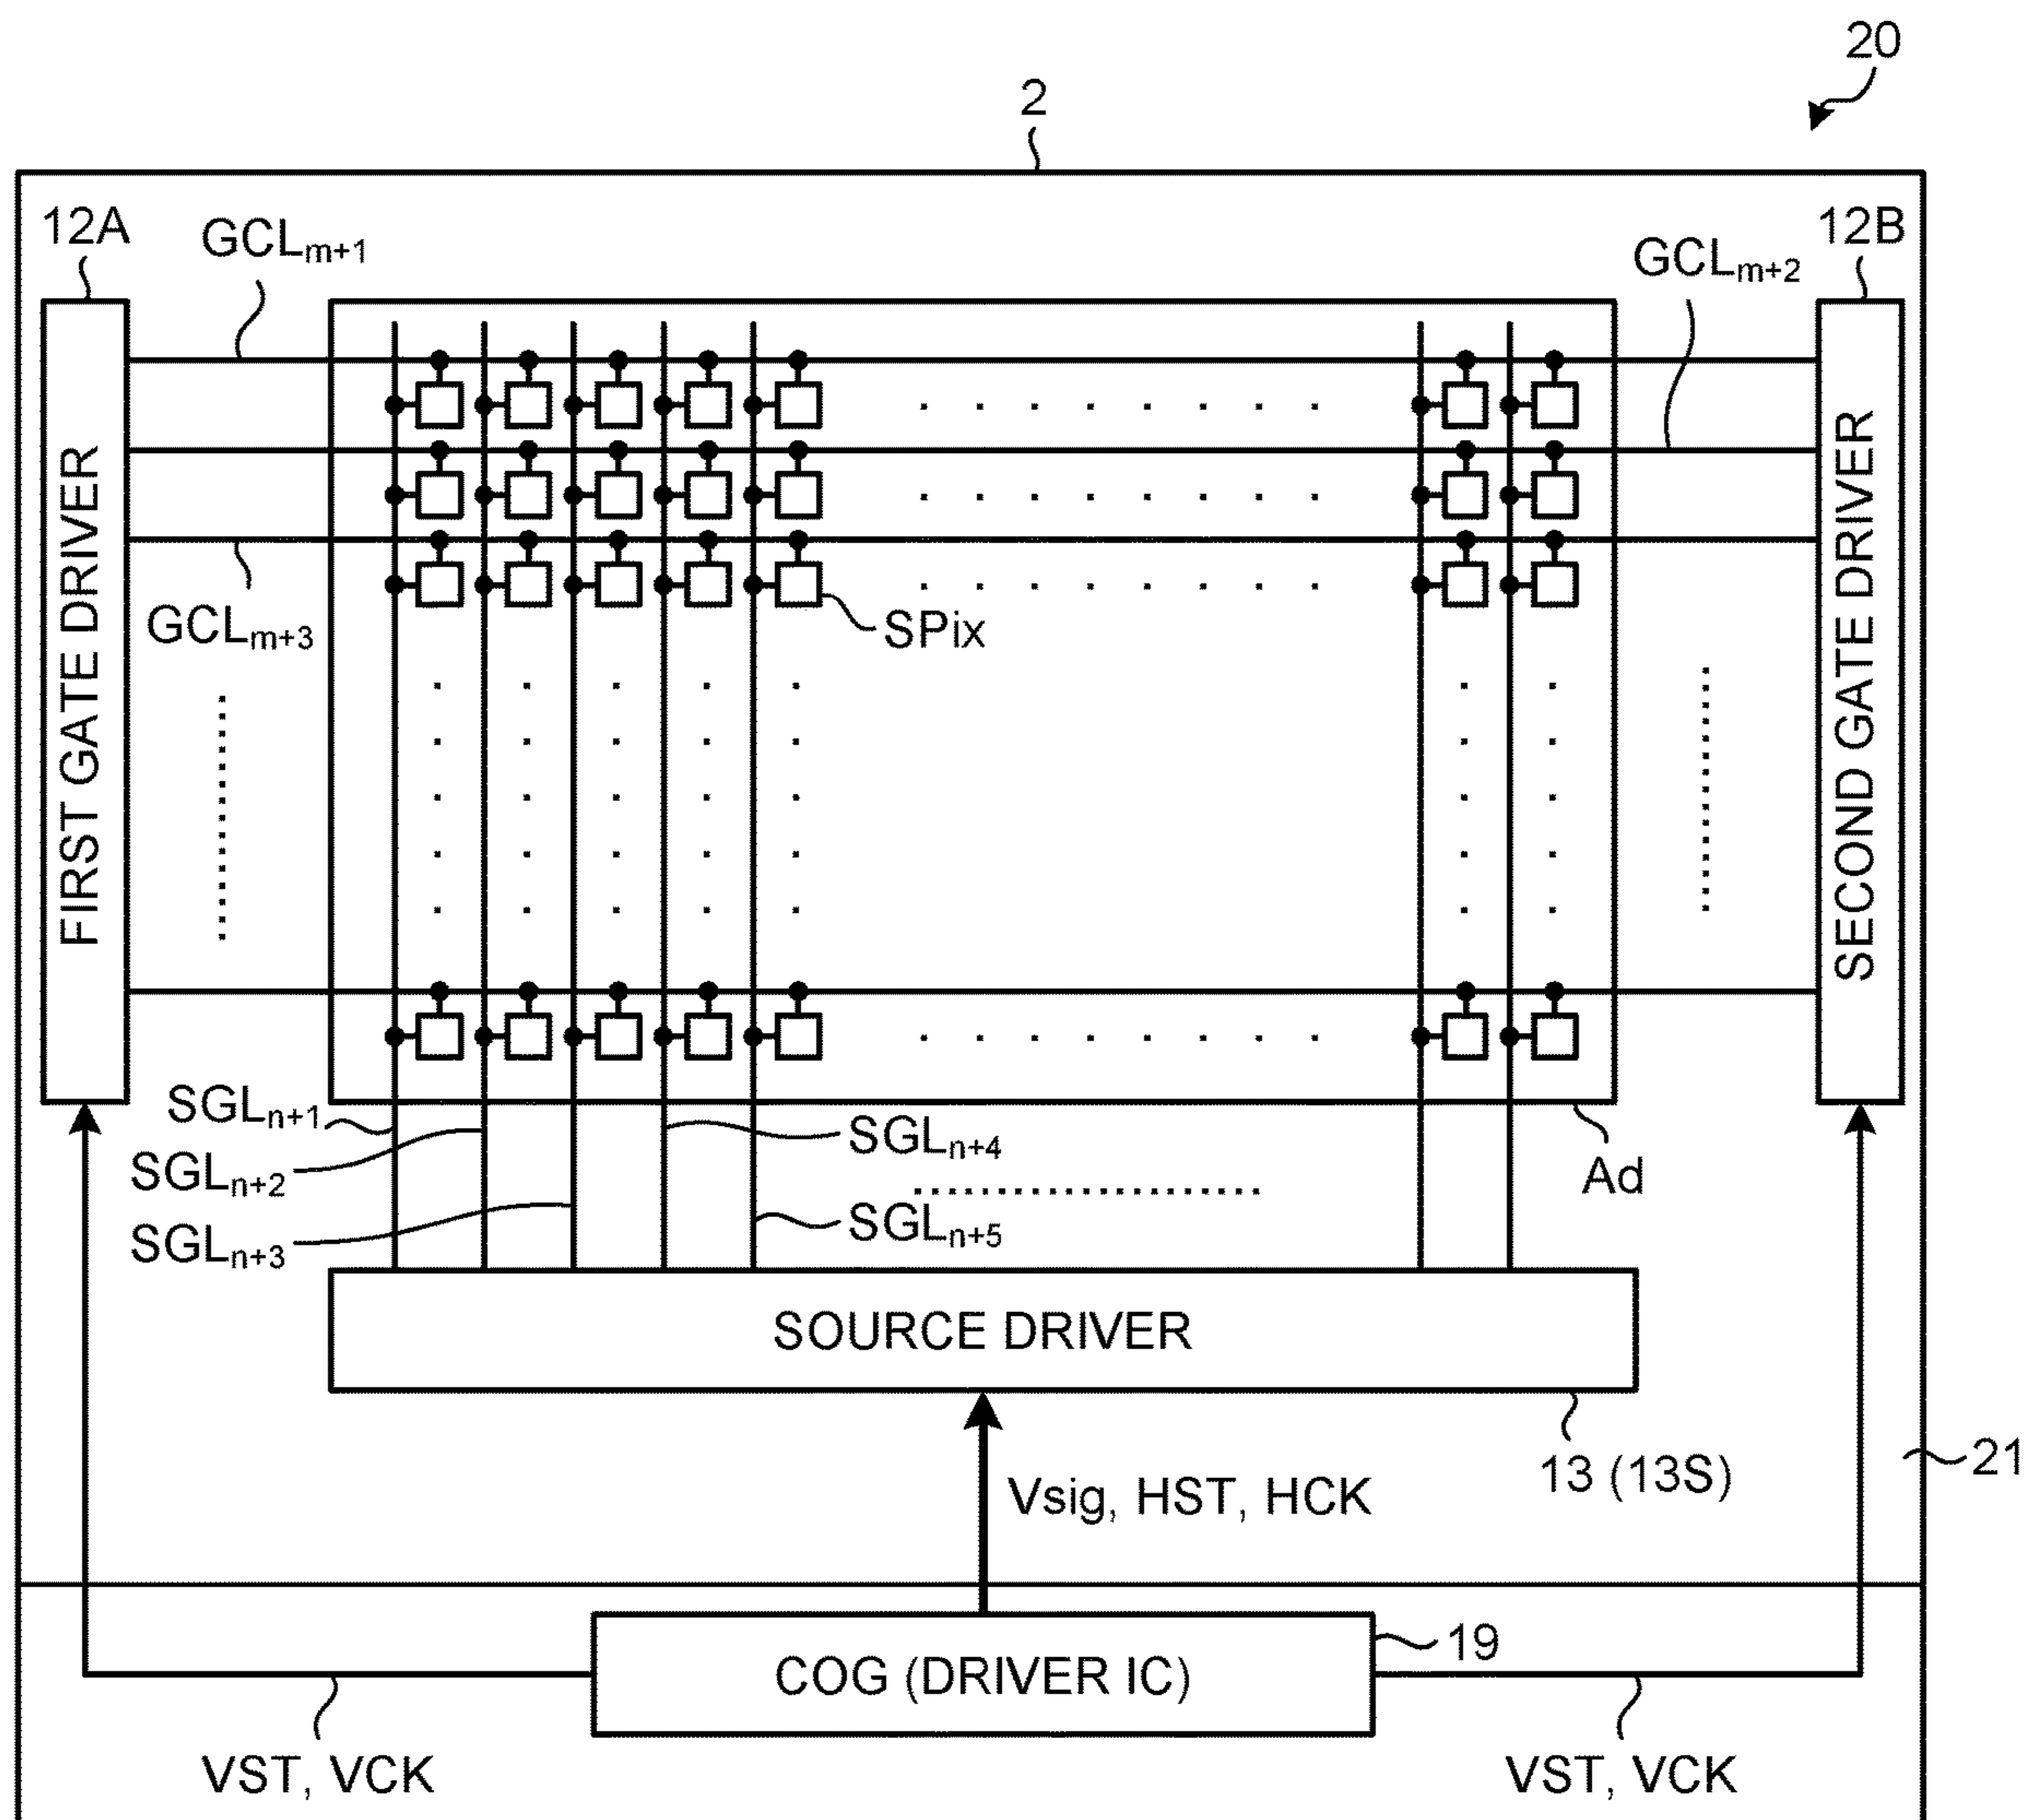 20
2
12A
GCLm+1
12B
GCLm+2
FIRST GATE DRIVER
SECOND GATE DRIVER
GCLm+3
SPix
SGLn+1
SGLn+2
SGLn+3
SGLn+4
SGLn+5
Ad
SOURCE DRIVER
13 (13S)
21
Vsig, HST, HCK
COG (DRIVER IC)
19
VST, VCK
VST, VCK